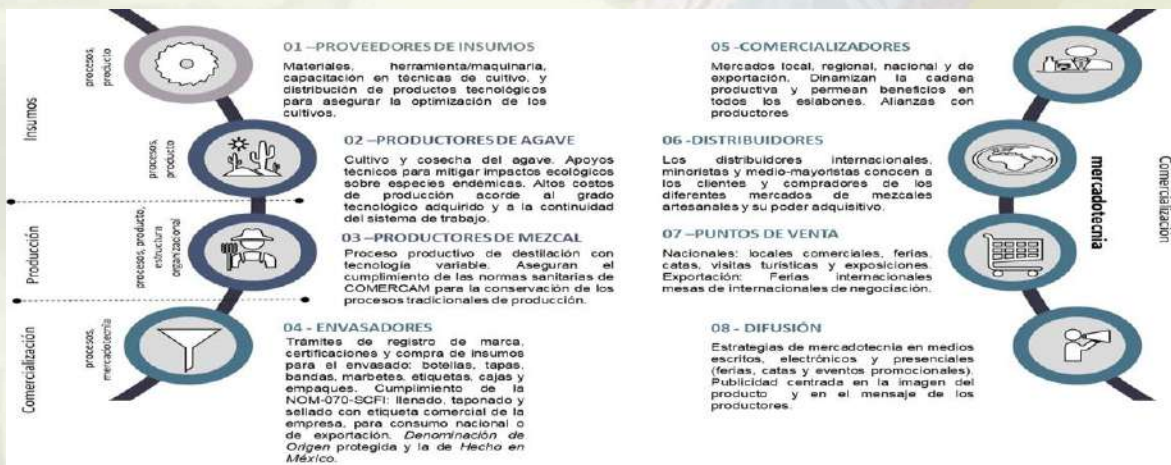 Insumos
procesos,
producto
01 –PROVEEDORES DE INSUMOS
Materiales, herramienta/maquinaria,
capacitación en técnicas de cultivo, y
distribución de productos tecnológicos
para asegurar la optimización de los
cultivos.
procesos,
producto
02 –PRODUCTORES DE AGAVE
Cultivo y cosecha del agave. Apoyos
técnicos para mitigar impactos ecológicos
sobre especies endémicas. Altos costos
de producción acorde al grado
tecnológico adquirido y a la continuidad
del sistema de trabajo.
Producción
procesos, producto,
estructura
organizacional
03 –PRODUCTORES DE MEZCAL
Proceso productivo de destilación con
tecnología variable. Aseguran el
cumplimiento de las normas sanitarias de
COMERCAM para la conservación de los
procesos tradicionales de producción.
Comercialización
procesos,
mercadotecnia
04 - ENVASADORES
Trámites de registro de marca,
certificaciones y compra de insumos
para el envasado: botellas, tapas,
bandas, marbetes, etiquetas, cajas y
empaques. Cumplimiento de la
NOM-070-SCFI: llenado, taponado y
sellado con etiqueta comercial de la
empresa, para consumo nacional o
de exportación. Denominación de
Origen protegida y la de Hecho en
México.
05 -COMERCIALIZADORES
Mercados local, regional, nacional y de
exportación. Dinamizan la cadena
productiva y permean beneficios en
todos los eslabones. Alianzas con
productores
06 -DISTRIBUIDORES
Los distribuidores internacionales,
minoristas y medio-mayoristas conocen a
los clientes y compradores de los
diferentes mercados de mezcales
artesanales y su poder adquisitivo.
07 –PUNTOS DE VENTA
Nacionales: locales comerciales, ferias,
catas, visitas turísticas y exposiciones.
Exportación: Ferias internacionales
mesas de internacionales de negociación.
08 - DIFUSIÓN
Estrategias de mercadotecnia en medios
escritos, electrónicos y presenciales
(ferias, catas y eventos promocionales).
Publicidad centrada en la imagen del
producto y en el mensaje de los
productores.
mercadotecnia
Comercialización